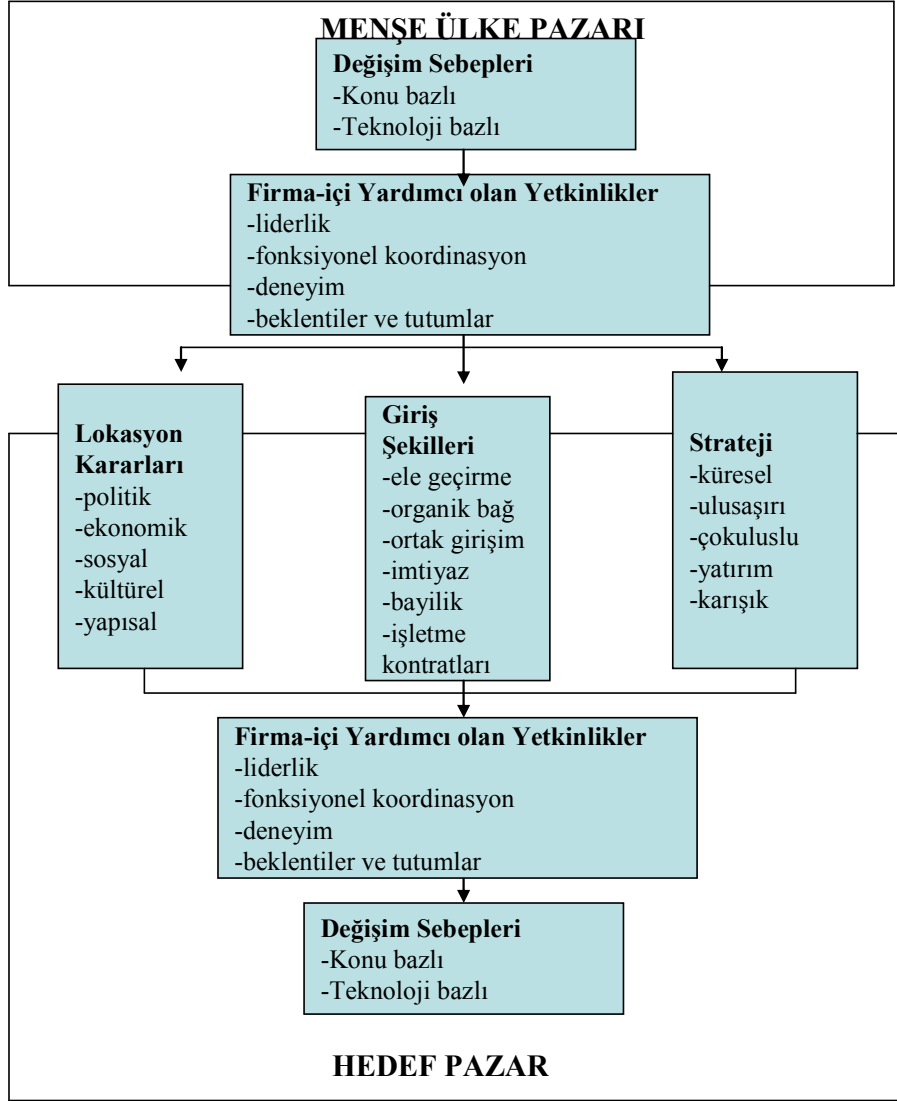 MENŞE ÜLKE PAZARI
Değişim Sebepleri
-Konu bazlı
-Teknoloji bazlı
Firma-içi Yardımcı olan Yetkinlikler
-liderlik
-fonksiyonel koordinasyon
-deneyim
-beklentiler ve tutumlar
Lokasyon
Kararları
-politik
-ekonomik
-sosyal
-kültürel
-yapısal
Giriş
Şekilleri
-ele geçirme
-organik bağ
-ortak girişim
-imtiyaz
-bayilik
-işletme
kontratları
Strateji
-küresel
-ulusaşırı
-çokuluslu
-yatırım
-karışık
Firma-içi Yardımcı olan Yetkinlikler
-liderlik
-fonksiyonel koordinasyon
-deneyim
-beklentiler ve tutumlar
Değişim Sebepleri
-Konu bazlı
-Teknoloji bazlı
HEDEF PAZAR